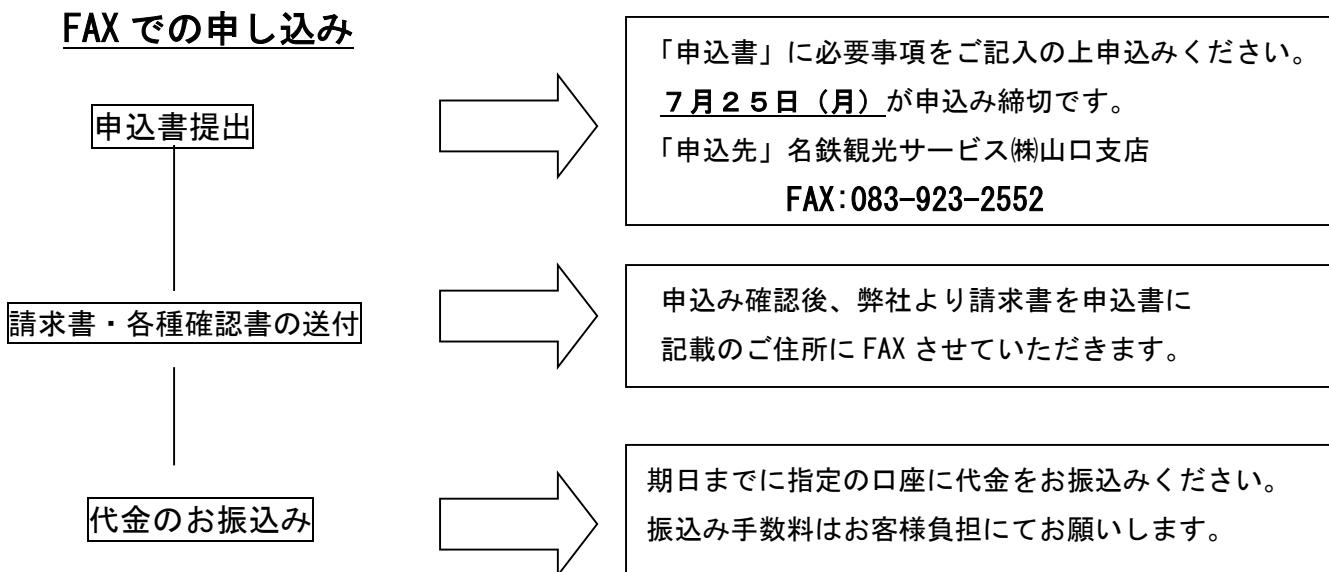 FAXでの申し込み
申込書提出
「申込書」に必要事項をご記入の上申込みください。
７月２５日（月）が申込み締切です。
「申込先」名鉄観光サービス㈱山口支店
FAX:083-923-2552
請求書・各種確認書の送付
申込み確認後、弊社より請求書を申込書に
記載のご住所にFAXさせていただきます。
代金のお振込み
期日までに指定の口座に代金をお振込みください。
振込み手数料はお客様負担にてお願いします。